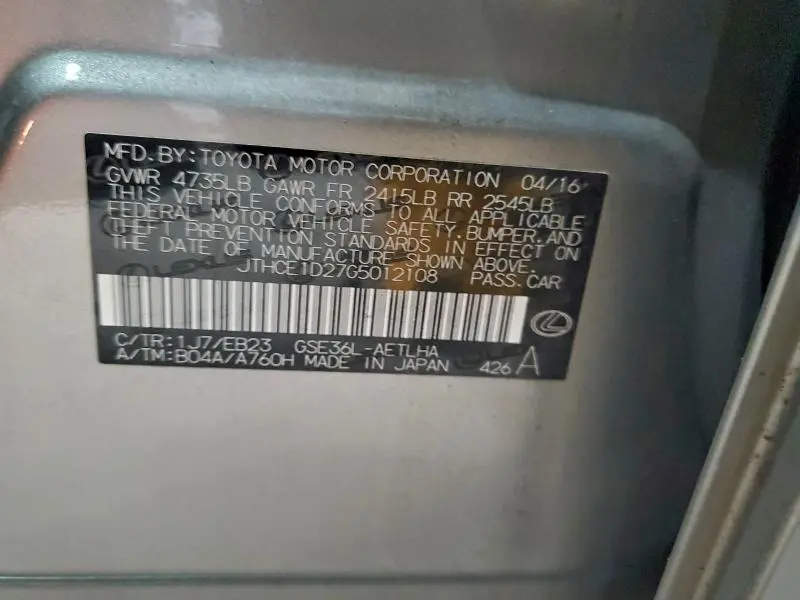 MFD. BY: TOYOTA MOTOR CORPORATION 04/16
GVWR 4735LB GAWR FR 2415LB RR 2545LB
THIS VEHICLE CONFORMS TO ALL APPLICABLE
FEDERAL MOTOR VEHICLE SAFETY, BUMPER, AND
THEFT PREVENTION STANDARDS IN EFFECT ON
THE DATE OF MANUFACTURE SHOWN ABOVE.
JTHCE1D27G5012108 PASS. CAR
C/TR: 1J7/EB23 GSE36L-AETLHA
A/TM: B04A/A760H MADE IN JAPAN 426 A